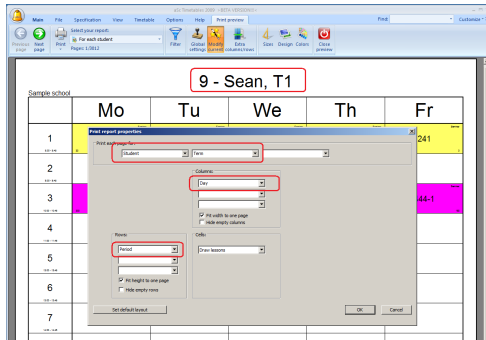 aSc Timetables 2009 - BETA VERSION!!!
Main File Specification View Timetable Options Help Print preview Find Customize
Previous page
Next page
Print
Select your report:
For each student
Pages: 1/3012
Filter
Global settings
Modify current
Extra columns/rows
Sizes Design Colors
Close preview
9 - Sean, T1
Sample school
Mo Tu We Th Fr
1
241
2
3
44-1
4
5
6
7
Print report properties
Print each page for:
Student Term
Columns:
Day
Fit width to one page
Hide empty columns
Rows:
Period
Fit height to one page
Hide empty rows
Cells:
Draw lessons
Set default layout
OK Cancel